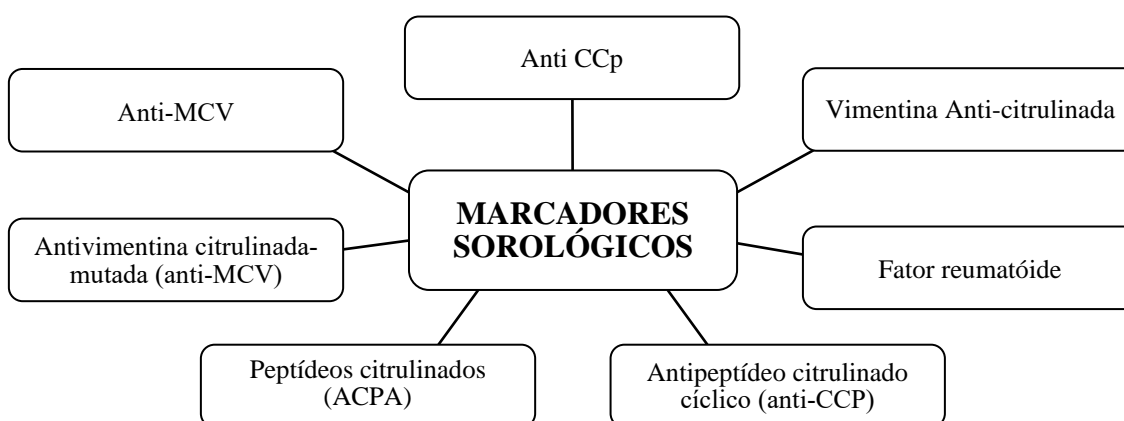 Anti CCp
Anti-MCV
Vimentina Anti-citrulinada
MARCADORES
SOROLÓGICOS
Antivimentina citrulinada-
mutada (anti-MCV)
Fator reumatóide
Peptídeos citrulinados
(ACPA)
Antipeptídeo citrulinado
cíclico (anti-CCP)